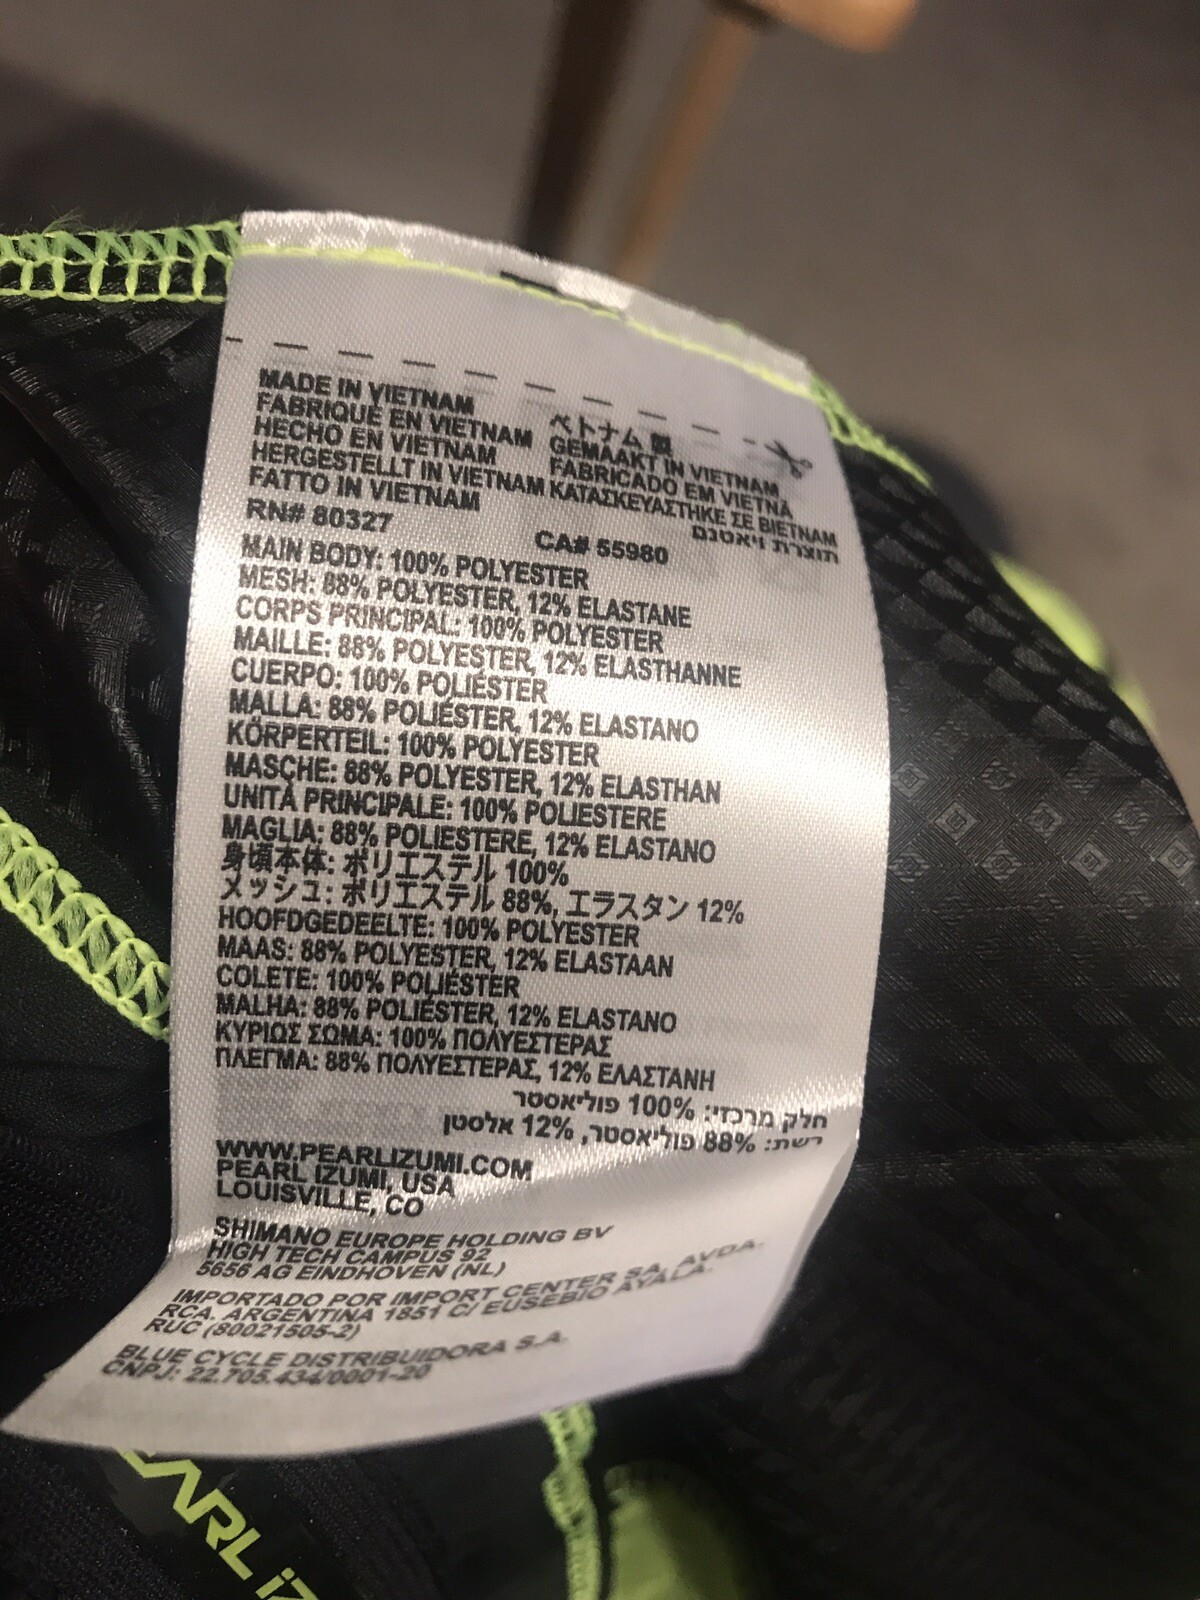 MADE IN VIETNAM
FABRIQUÉ EN VIETNAM
HECHO EN VIETNAM
HERGESTELLT IN VIETNAM
FATTO IN VIETNAM
ベトナム製
GEMAAKT IN VIETNAM
FABRICADO EM VIETNÃ
ΚΑΤΑΣΚΕΥΑΣΤΗΚΕ ΣΕ ΒΙΕΤΝΑΜ
תוצרת ויאטנם
RN# 80327
CA# 55980
MAIN BODY: 100% POLYESTER
MESH: 88% POLYESTER, 12% ELASTANE
CORPS PRINCIPAL: 100% POLYESTER
MAILLE: 88% POLYESTER, 12% ELASTHANNE
CUERPO: 100% POLIÉSTER
MALLA: 88% POLIÉSTER, 12% ELASTANO
KÖRPERTEIL: 100% POLYESTER
MASCHE: 88% POLYESTER, 12% ELASTHAN
UNITÀ PRINCIPALE: 100% POLIESTERE
MAGLIA: 88% POLIESTERE, 12% ELASTANO
身頃本体: ポリエステル 100%
メッシュ: ポリエステル 88%, エラスタン 12%
HOOFDGEDEELTE: 100% POLYESTER
MAAS: 88% POLYESTER, 12% ELASTAAN
COLETE: 100% POLIÉSTER
MALHA: 88% POLIÉSTER, 12% ELASTANO
ΚΥΡΙΩΣ ΣΩΜΑ: 100% ΠΟΛΥΕΣΤΕΡΑΣ
ΠΛΕΓΜΑ: 88% ΠΟΛΥΕΣΤΕΡΑΣ, 12% ΕΛΑΣΤΑΝΗ
חלק מרכזי: 100% פוליאסטר
רשת: 88% פוליאסטר, 12% אלסטן
WWW.PEARLIZUMI.COM
PEARL IZUMI, USA
LOUISVILLE, CO
SHIMANO EUROPE HOLDING BV
HIGH TECH CAMPUS 92
5656 AG EINDHOVEN (NL)
IMPORTADO POR IMPORT CENTER SA, AVDA.
RCA. ARGENTINA 1851 C/ EUSEBIO AYALA.
RUC (80021505-2)
BLUE CYCLE DISTRIBUIDORA S.A.
CNPJ: 22.705.434/0001-20